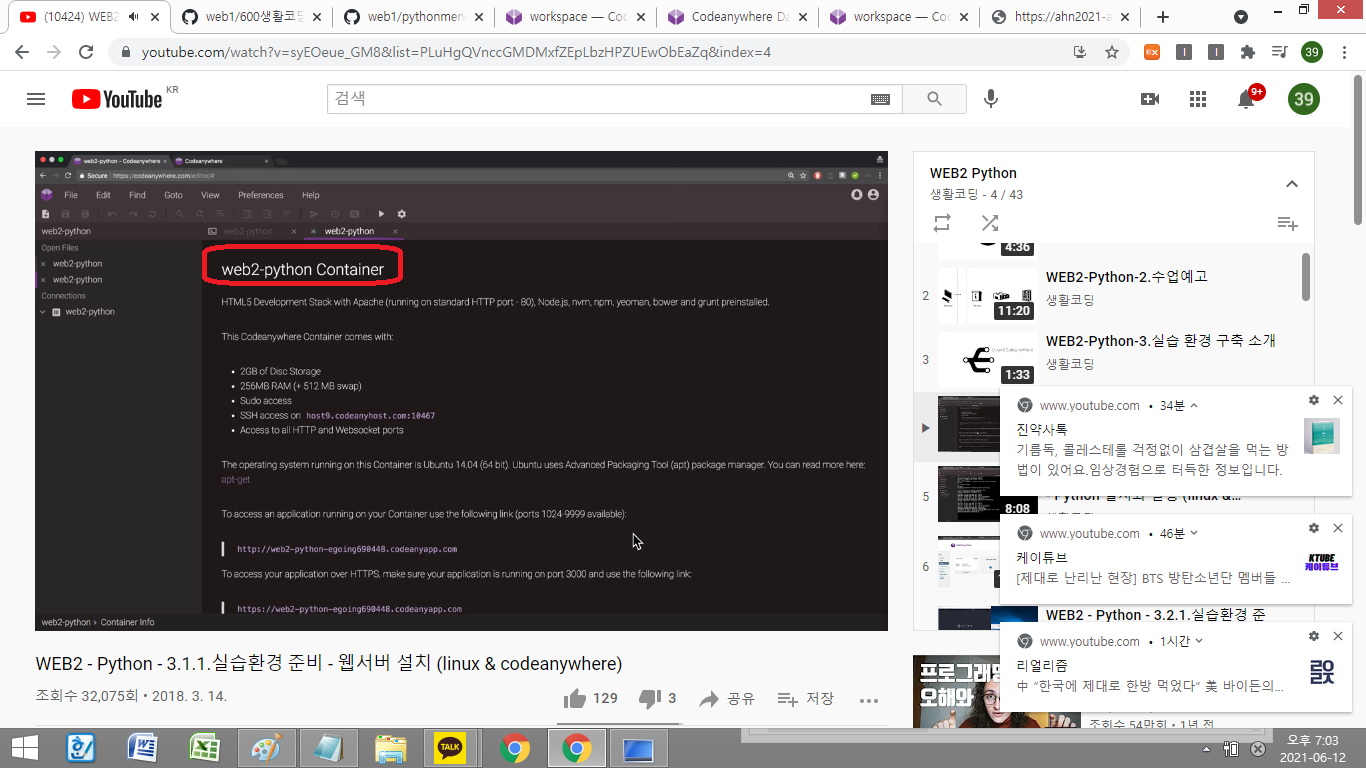 (10424) WEB2
web1/600생활코딩
web1/pythonmen
workspace — Co
Codeanywhere Da
workspace — Co
https://ahn2021-a
youtube.com/watch?v=syEOeue_GM8&list=PLuHgQVnccGMDMxfZEpLbzHPZUEwObEaZq&index=4
39
YouTube KR
검색
9+
39
web2-python - Codeanywhere
Codeanywhere
Secure https://codeanywhere.com/editor/#
File Edit Find Goto View Preferences Help
web2-python
web2-python
web2-python
Open Files
web2-python
web2-python
Connections
web2-python
web2-python Container
HTML5 Development Stack with Apache (running on standard HTTP port - 80), Node.js, nvm, npm, yeoman, bower and grunt preinstalled.
This Codeanywhere Container comes with:
2GB of Disc Storage
256MB RAM (+ 512 MB swap)
Sudo access
SSH access on host9.codeanyhost.com:10467
Access to all HTTP and Websocket ports
The operating system running on this Container is Ubuntu 14.04 (64 bit). Ubuntu uses Advanced Packaging Tool (apt) package manager. You can read more here:
apt-get
To access an application running on your Container use the following link (ports 1024-9999 available):
http://web2-python-egoing690448.codeanyapp.com
To access your application over HTTPS, make sure your application is running on port 3000 and use the following link:
https://web2-python-egoing690448.codeanyapp.com
web2-python > Container Info
WEB2 - Python - 3.1.1.실습환경 준비 - 웹서버 설치 (linux & codeanywhere)
조회수 32,075회 • 2018. 3. 14.
129
3
공유
저장
WEB2 Python
생활코딩 - 4 / 43
4:36
2
11:20
WEB2-Python-2.수업예고
생활코딩
3
1:33
WEB2-Python-3.실습 환경 구축 소개
생활코딩
5
8:08
6
WEB2 - Python - 3.2.1.실습환경 준
www.youtube.com • 34분
진약사톡
기름독, 콜레스테롤 걱정없이 삼겹살을 먹는 방
법이 있어요.임상경험으로 터득한 정보입니다.
www.youtube.com • 46분
케이튜브
[제대로 난리난 현장] BTS 방탄소년단 멤버들 ...
KTUBE
케이튜브
www.youtube.com • 1시간
리얼리즘
中 “한국에 제대로 한방 먹었다“ 美 바이든의...
프로그래밍
오해와
조회수 54만회 • 1년 전
TALK
오후 7:03
2021-06-12